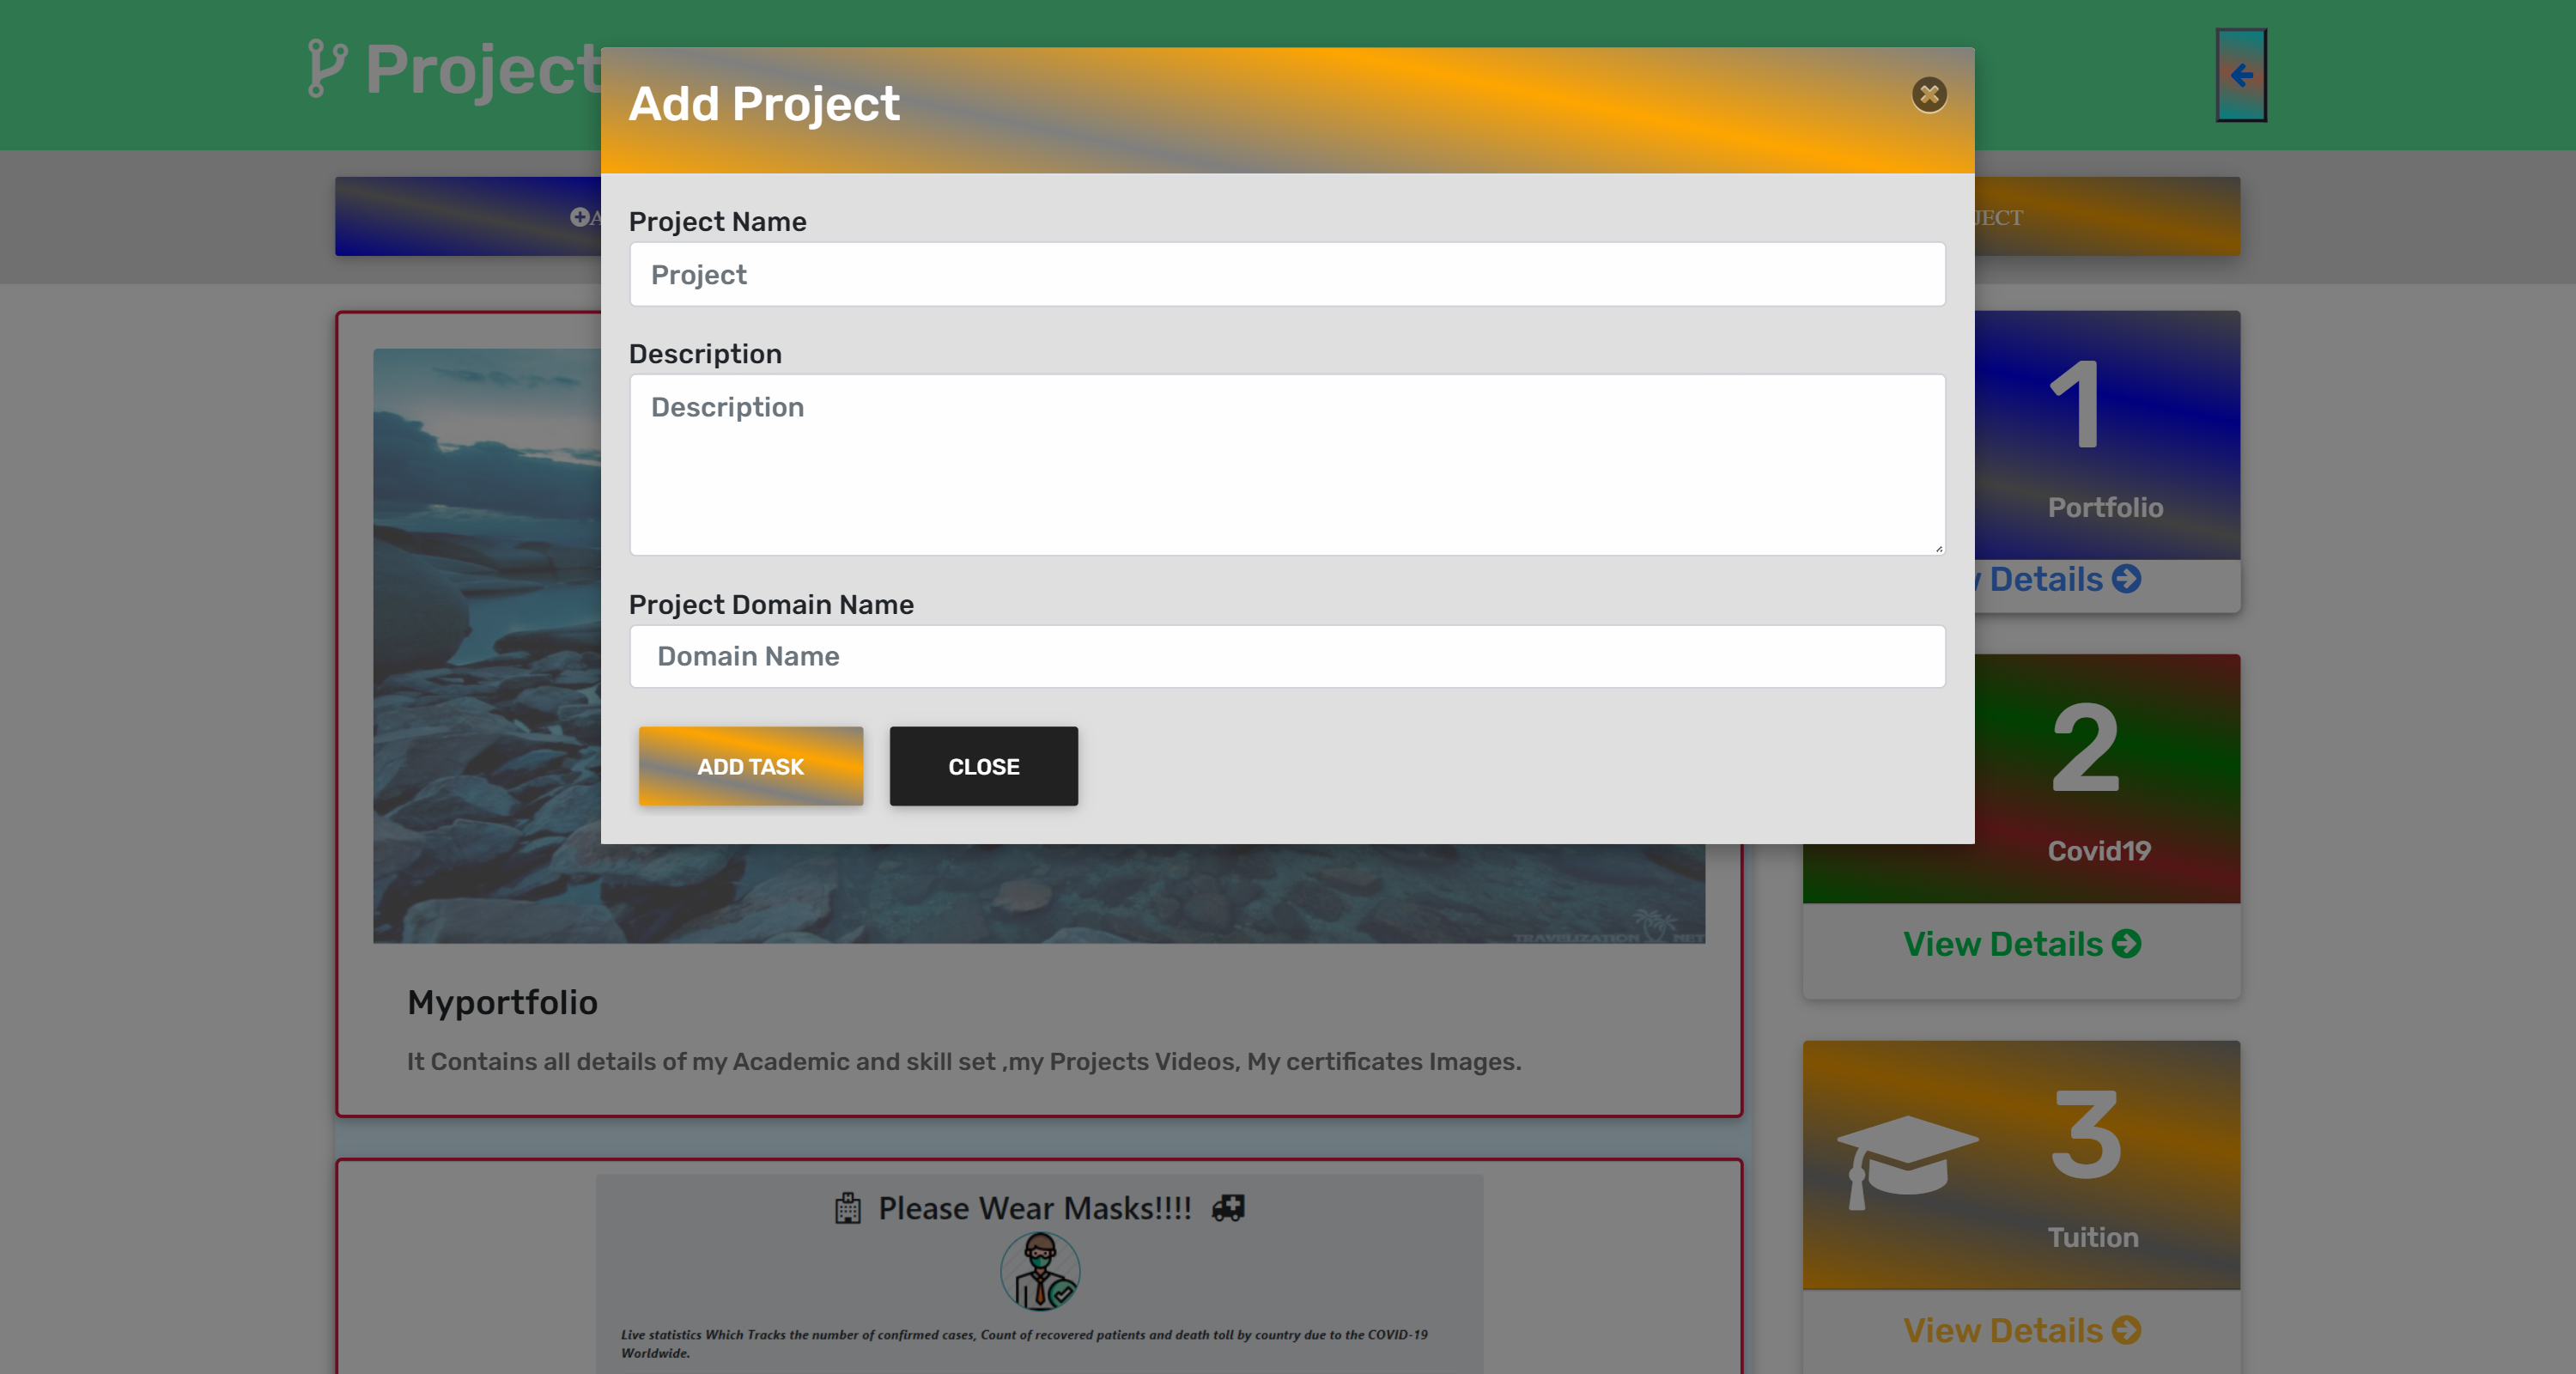 Project
Add Project
JECT
Project Name
Project
Description
Description
Project Domain Name
Domain Name
ADD TASK
CLOSE
1
Portfolio
Details
2
Covid19
View Details
TRAVELIZATION NET
Myportfolio
It Contains all details of my Academic and skill set ,my Projects Videos, My certificates Images.
3
Tuition
View Details
Please Wear Masks!!!!
Live statistics Which Tracks the number of confirmed cases, Count of recovered patients and death toll by country due to the COVID-19
Worldwide.